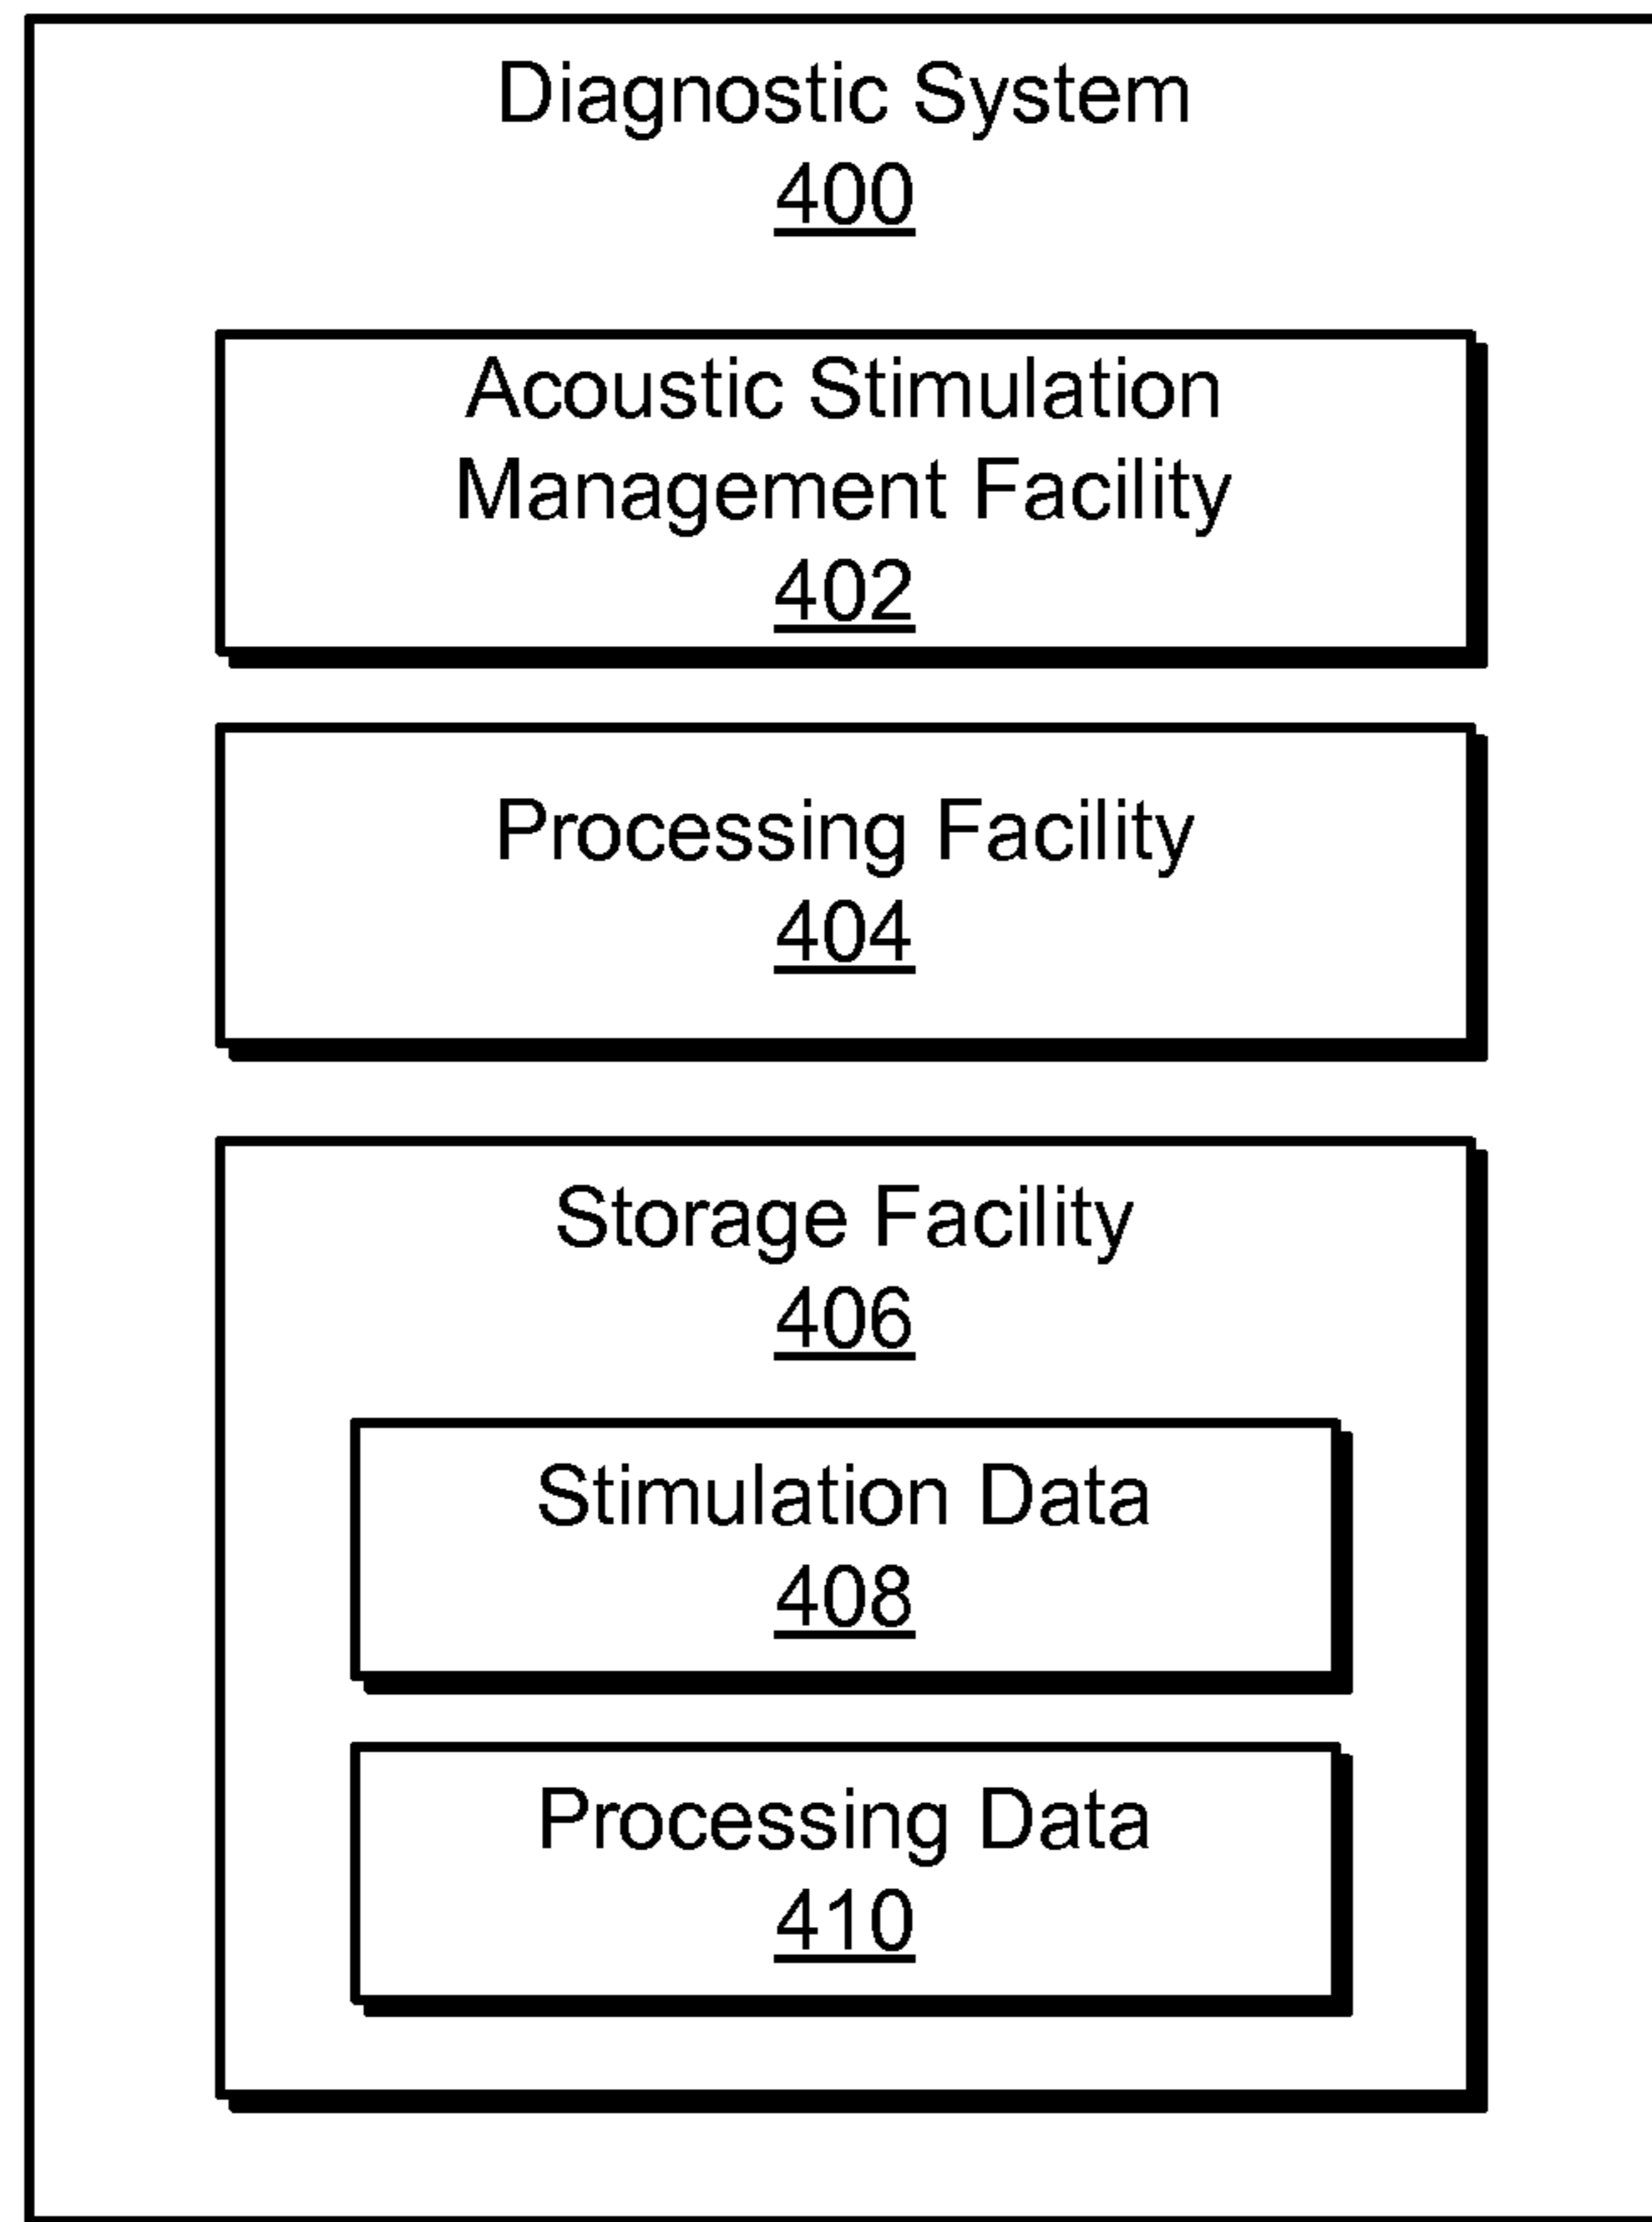 Diagnostic System
400
Acoustic Stimulation
Management Facility
402
Processing Facility
404
Storage Facility
406
Stimulation Data
408
Processing Data
410